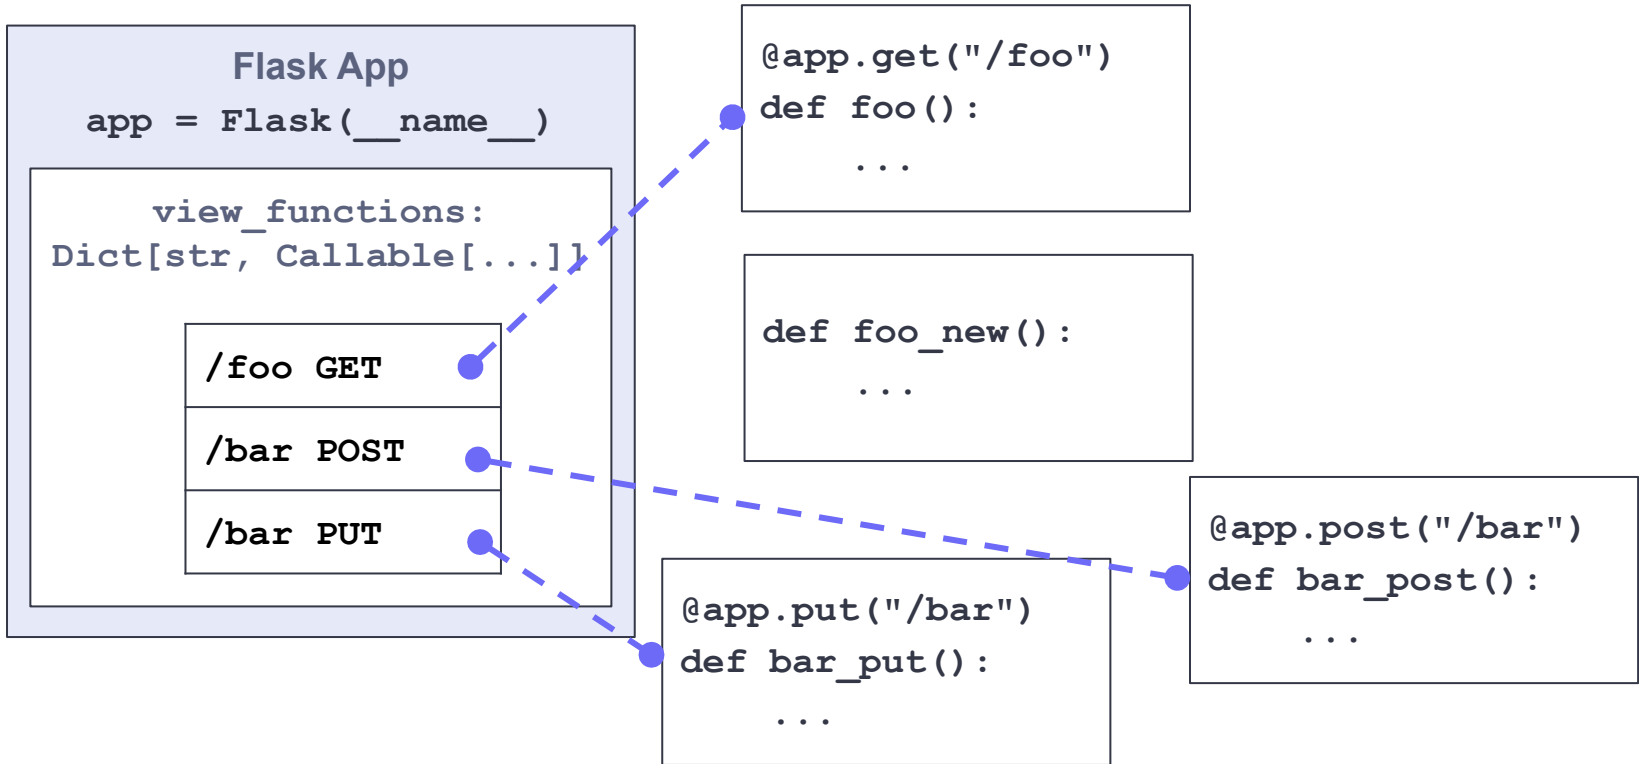 Flask App
app = Flask(__name__)
view_functions:
Dict[str, Callable[...]]
/foo GET
/bar POST
/bar PUT
@app.get("/foo")
def foo():
...
def foo_new():
...
@app.put("/bar")
def bar_put():
...
@app.post("/bar")
def bar_post():
...